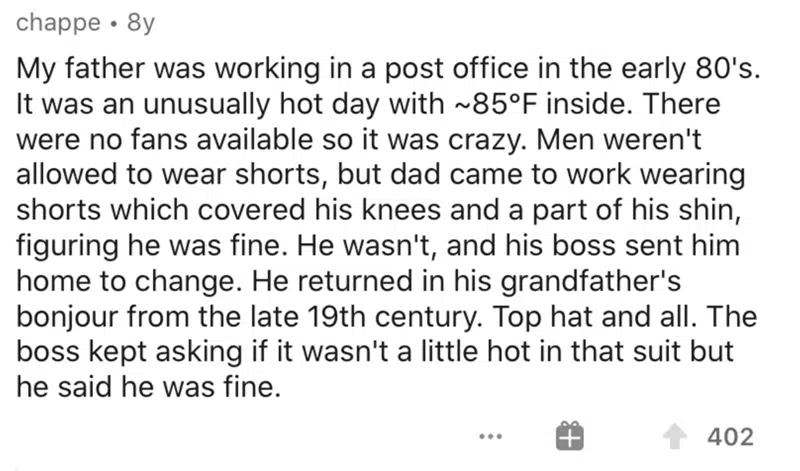 chappe • 8y
My father was working in a post office in the early 80's.
It was an unusually hot day with ~85°F inside. There
were no fans available so it was crazy. Men weren't
allowed to wear shorts, but dad came to work wearing
shorts which covered his knees and a part of his shin,
figuring he was fine. He wasn't, and his boss sent him
home to change. He returned in his grandfather's
bonjour from the late 19th century. Top hat and all. The
boss kept asking if it wasn't a little hot in that suit but
he said he was fine.
402